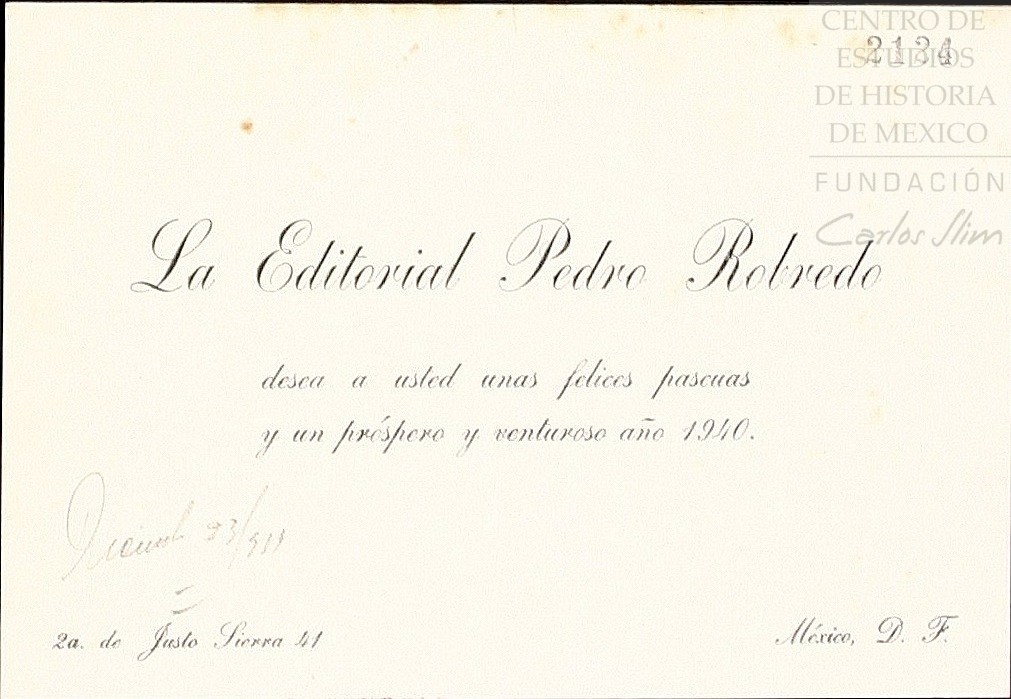 2134
CENTRO DE
ESTUDIOS
DE HISTORIA
DE MEXICO
FUNDACIÓN
Carlos Slim
La Editorial Pedro Robredo
desea a usted unas felices pascuas
y un próspero y venturoso año 1940.
23/
2a. de Justo Sierra 41
México, D. F.